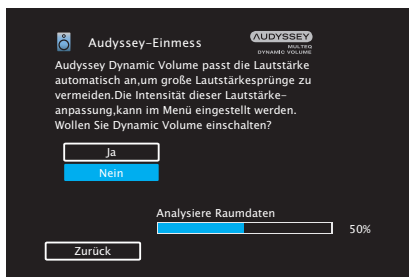 Audyssey-Einmess
AUDYSSEY
MULTEQ
DYNAMIC VOLUME
Audyssey Dynamic Volume passt die Lautstärke
automatisch an,um große Lautstärkesprünge zu
vermeiden.Die Intensität dieser Lautstärke-
anpassung,kann im Menü eingestellt werden.
Wollen Sie Dynamic Volume einschalten?
Ja
Nein
Analysiere Raumdaten
50%
Zurück